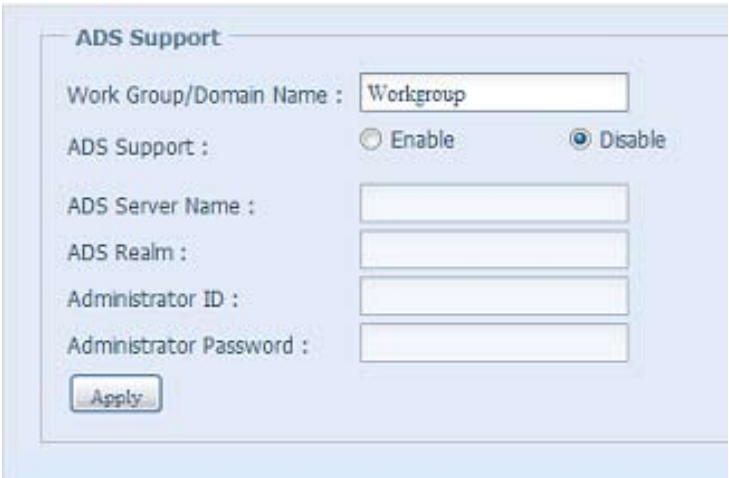 ADS Support
Work Group/Domain Name : Workgroup
ADS Support : Enable Disable
ADS Server Name :
ADS Realm :
Administrator ID :
Administrator Password :
Apply